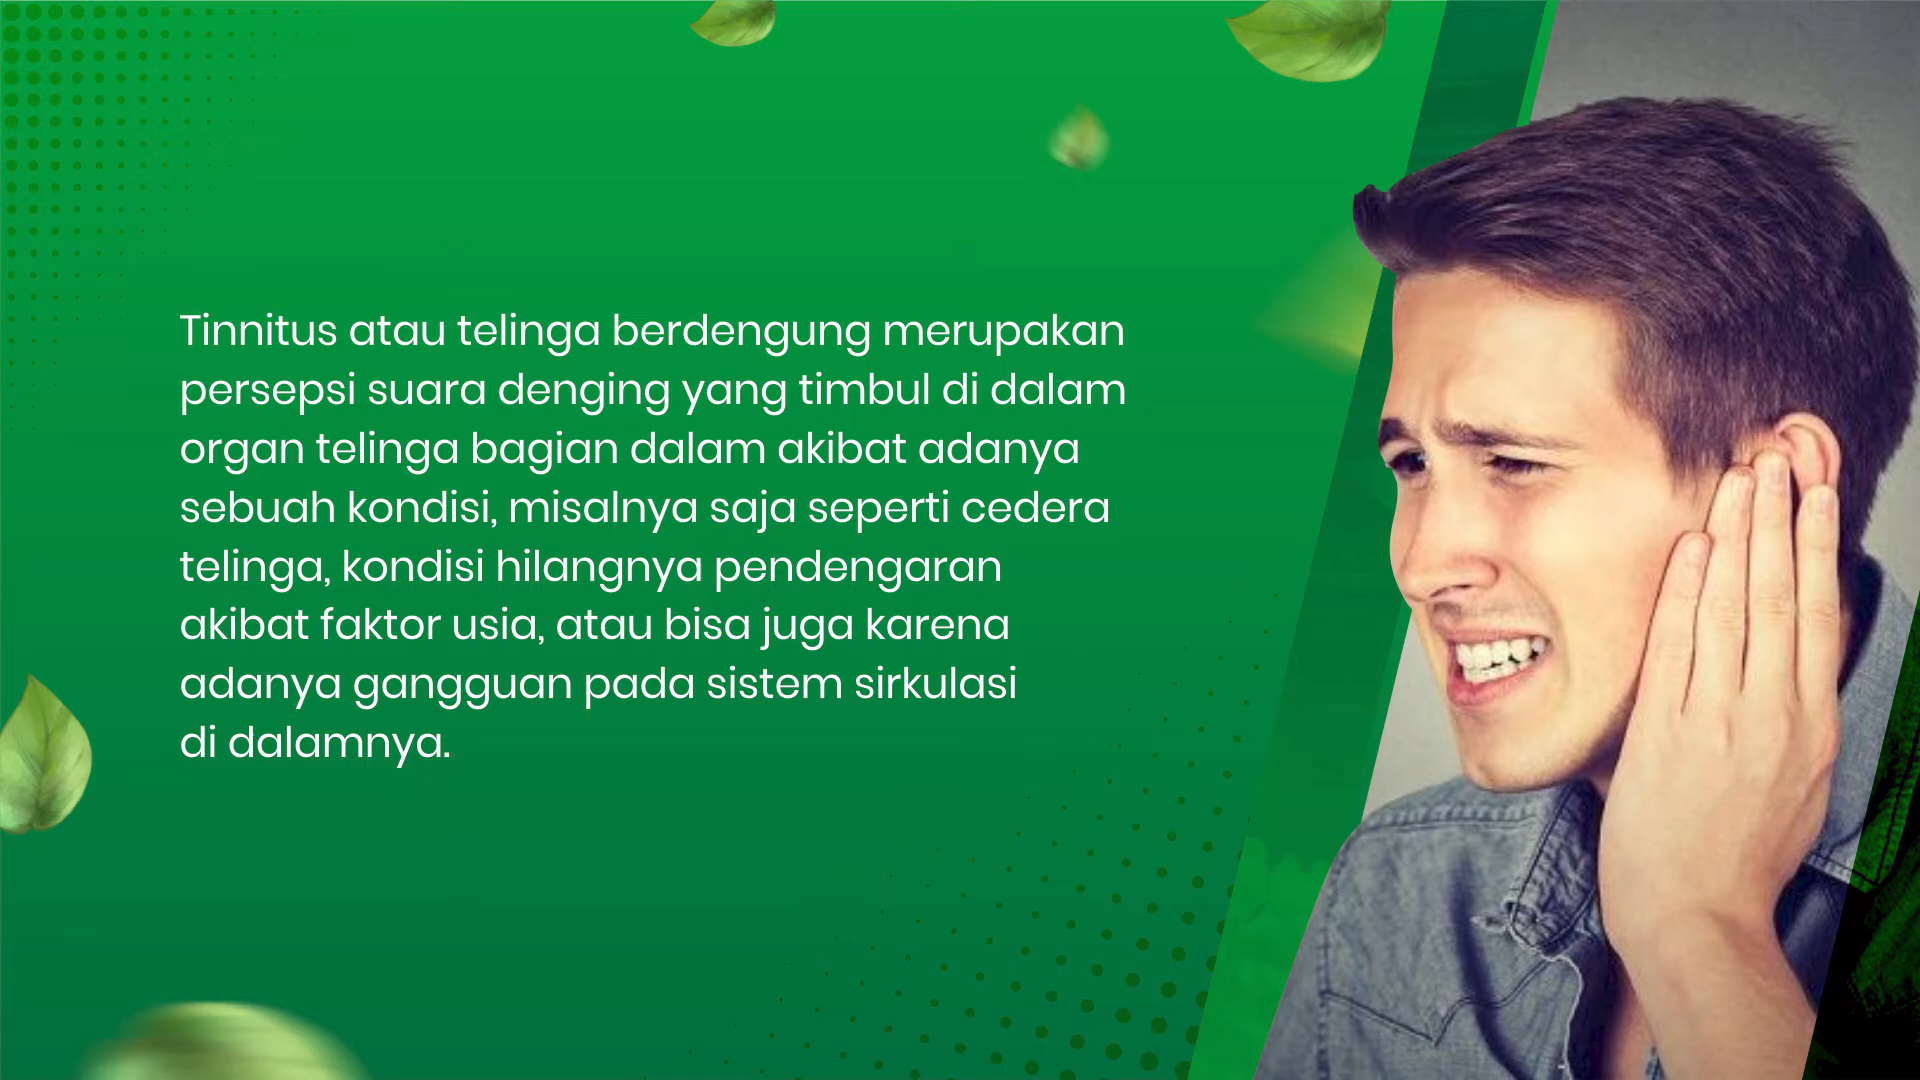 Tinnitus atau telinga berdengung merupakan
persepsi suara denging yang timbul di dalam
organ telinga bagian dalam akibat adanya
sebuah kondisi, misalnya saja seperti cedera
telinga, kondisi hilangnya pendengaran
akibat faktor usia, atau bisa juga karena
adanya gangguan pada sistem sirkulasi
di dalamnya.